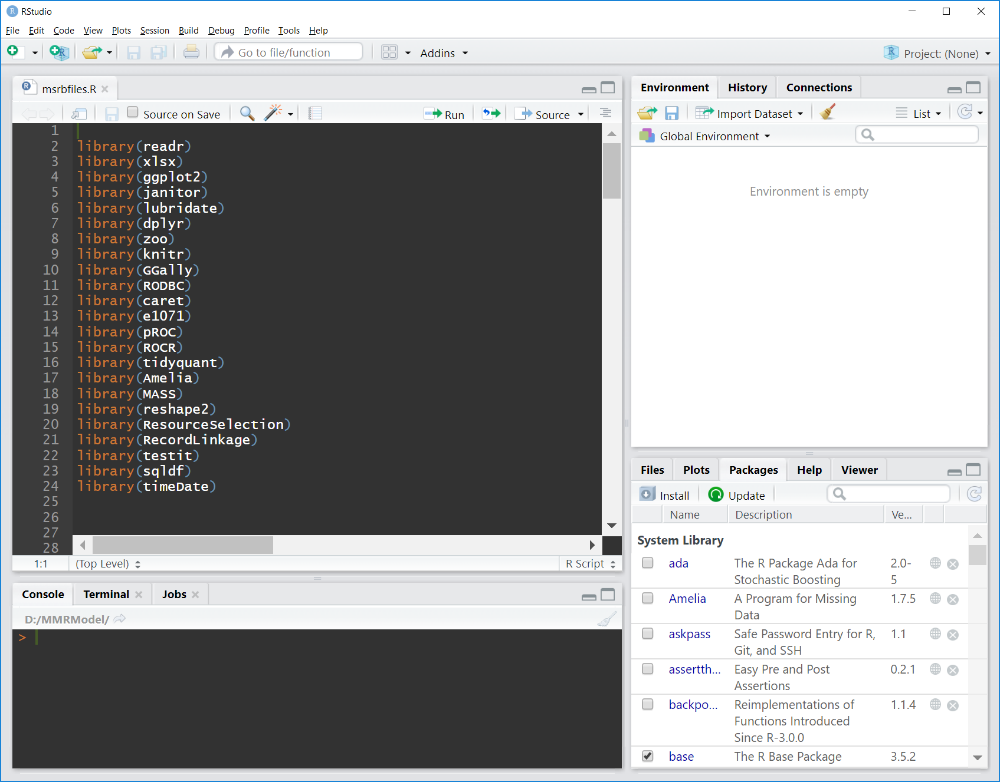 RStudio
File Edit Code View Plots Session Build Debug Profile Tools Help
Go to file/function Addins Project: (None)
msrbfiles.R
Source on Save Run Source
1
2 library(readr)
3 library(xlsx)
4 library(ggplot2)
5 library(janitor)
6 library(lubridate)
7 library(dplyr)
8 library(zoo)
9 library(knitr)
10 library(GGally)
11 library(RODBC)
12 library(caret)
13 library(e1071)
14 library(pROC)
15 library(ROCR)
16 library(tidyquant)
17 library(Amelia)
18 library(MASS)
19 library(reshape2)
20 library(ResourceSelection)
21 library(RecordLinkage)
22 library(testit)
23 library(sqldf)
24 library(timeDate)
25
26
27
28
1:1 (Top Level) R Script
Console Terminal Jobs
D:/MMRModel/
>
Environment History Connections
Import Dataset List
Global Environment
Environment is empty
Files Plots Packages Help Viewer
Install Update
Name Description Ve...
System Library
ada The R Package Ada for 2.0-
Stochastic Boosting 5
Amelia A Program for Missing 1.7.5
Data
askpass Safe Password Entry for R, 1.1
Git, and SSH
assertth... Easy Pre and Post 0.2.1
Assertions
backpo... Reimplementations of 1.1.4
Functions Introduced
Since R-3.0.0
base The R Base Package 3.5.2